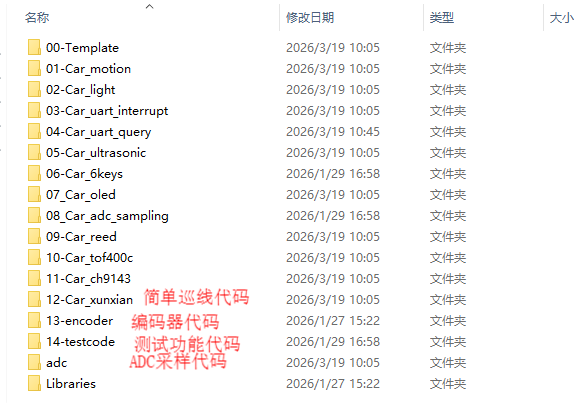 名称 修改日期 类型 大小
00-Template 2026/3/19 10:05 文件夹
01-Car_motion 2026/3/19 10:05 文件夹
02-Car_light 2026/3/19 10:05 文件夹
03-Car_uart_interrupt 2026/3/19 10:05 文件夹
04-Car_uart_query 2026/3/19 10:45 文件夹
05-Car_ultrasonic 2026/3/19 10:05 文件夹
06-Car_6keys 2026/1/29 16:58 文件夹
07_Car_oled 2026/3/19 10:05 文件夹
08_Car_adc_sampling 2026/1/29 16:58 文件夹
09-Car_reed 2026/3/19 10:05 文件夹
10-Car_tof400c 2026/3/19 10:05 文件夹
11-Car_ch9143 2026/3/19 10:05 文件夹
12-Car_xunxian 简单巡线代码 2026/3/19 10:05 文件夹
13-encoder 编码器代码 2026/1/27 15:22 文件夹
14-testcode 测试功能代码 2026/1/29 16:58 文件夹
adc ADC采样代码 2026/3/19 10:05 文件夹
Libraries 2026/1/27 15:22 文件夹